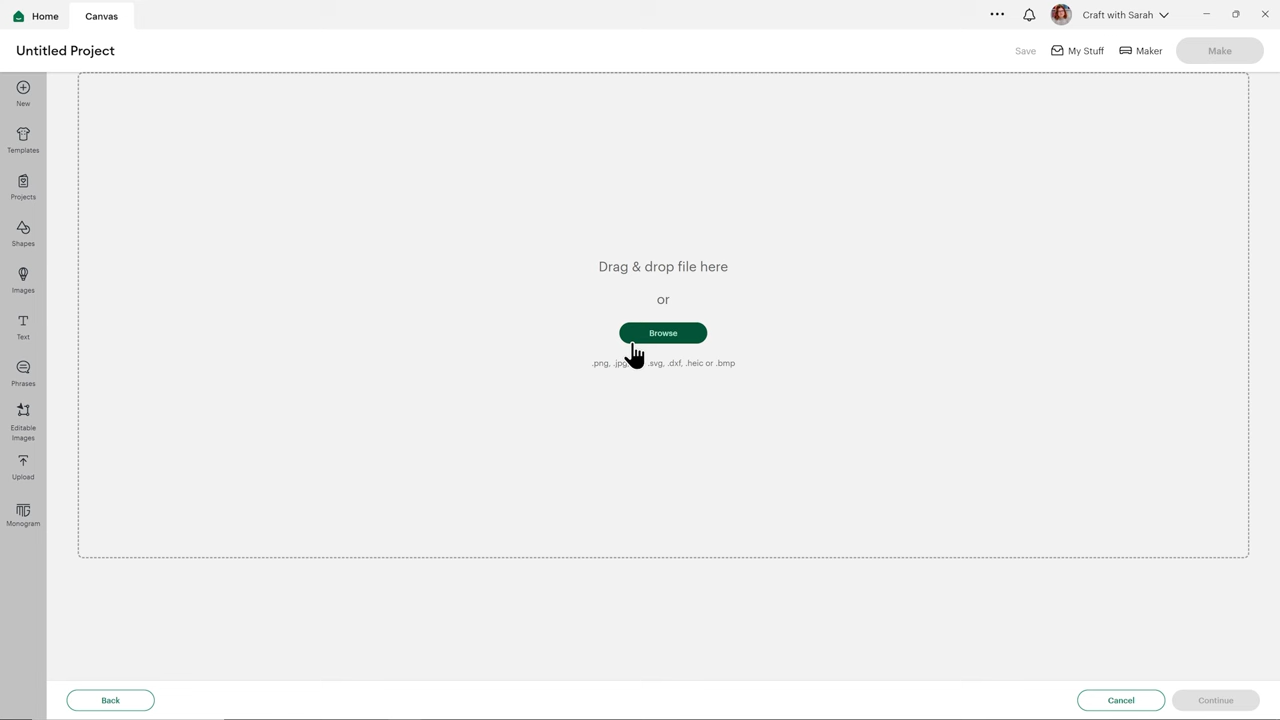 Home
Canvas
Craft with Sarah
Untitled Project
Save
My Stuff
Maker
Make
New
Templates
Projects
Shapes
Images
Text
Phrases
Editable
Images
Upload
Monogram
Drag & drop file here
or
Browse
.png, .jpg, .svg, .dxf, .heic or .bmp
Back
Cancel
Continue